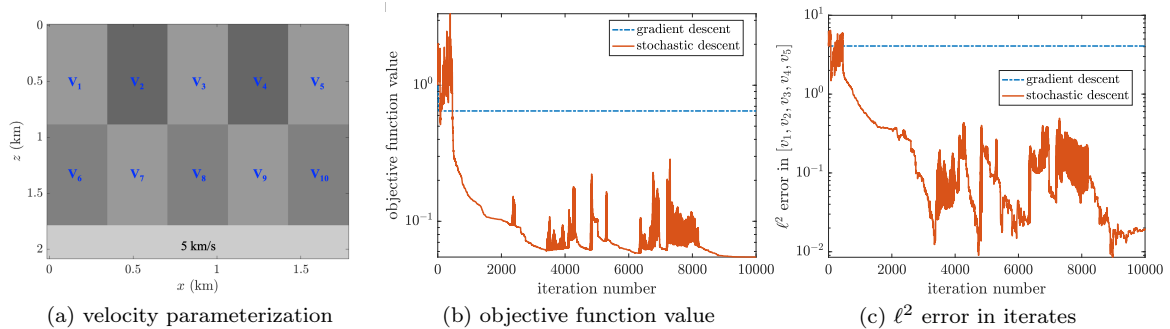 0
0.5
1
1.5
2
z (km)
V1
V2
V3
V4
V5
V6
V7
V8
V9
V10
5 km/s
0
0.5
1
1.5
x (km)
(a) velocity parameterization
objective function value
10^0
10^-1
gradient descent
stochastic descent
0
2000
4000
6000
8000
10000
iteration number
(b) objective function value
ℓ² error in [v1, v2, v3, v4, v5]
10^1
10^0
10^-1
10^-2
gradient descent
stochastic descent
0
2000
4000
6000
8000
10000
iteration number
(c) ℓ² error in iterates